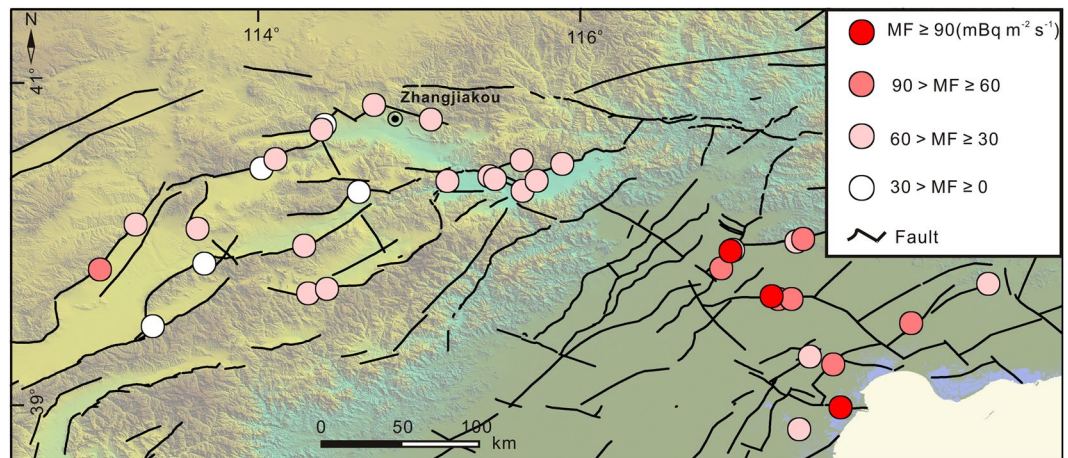 N
114°
116°
41°
39°
Zhangjiakou
0 50 100
km
MF ≥ 90(mBq m⁻² s⁻¹)
90 > MF ≥ 60
60 > MF ≥ 30
30 > MF ≥ 0
Fault